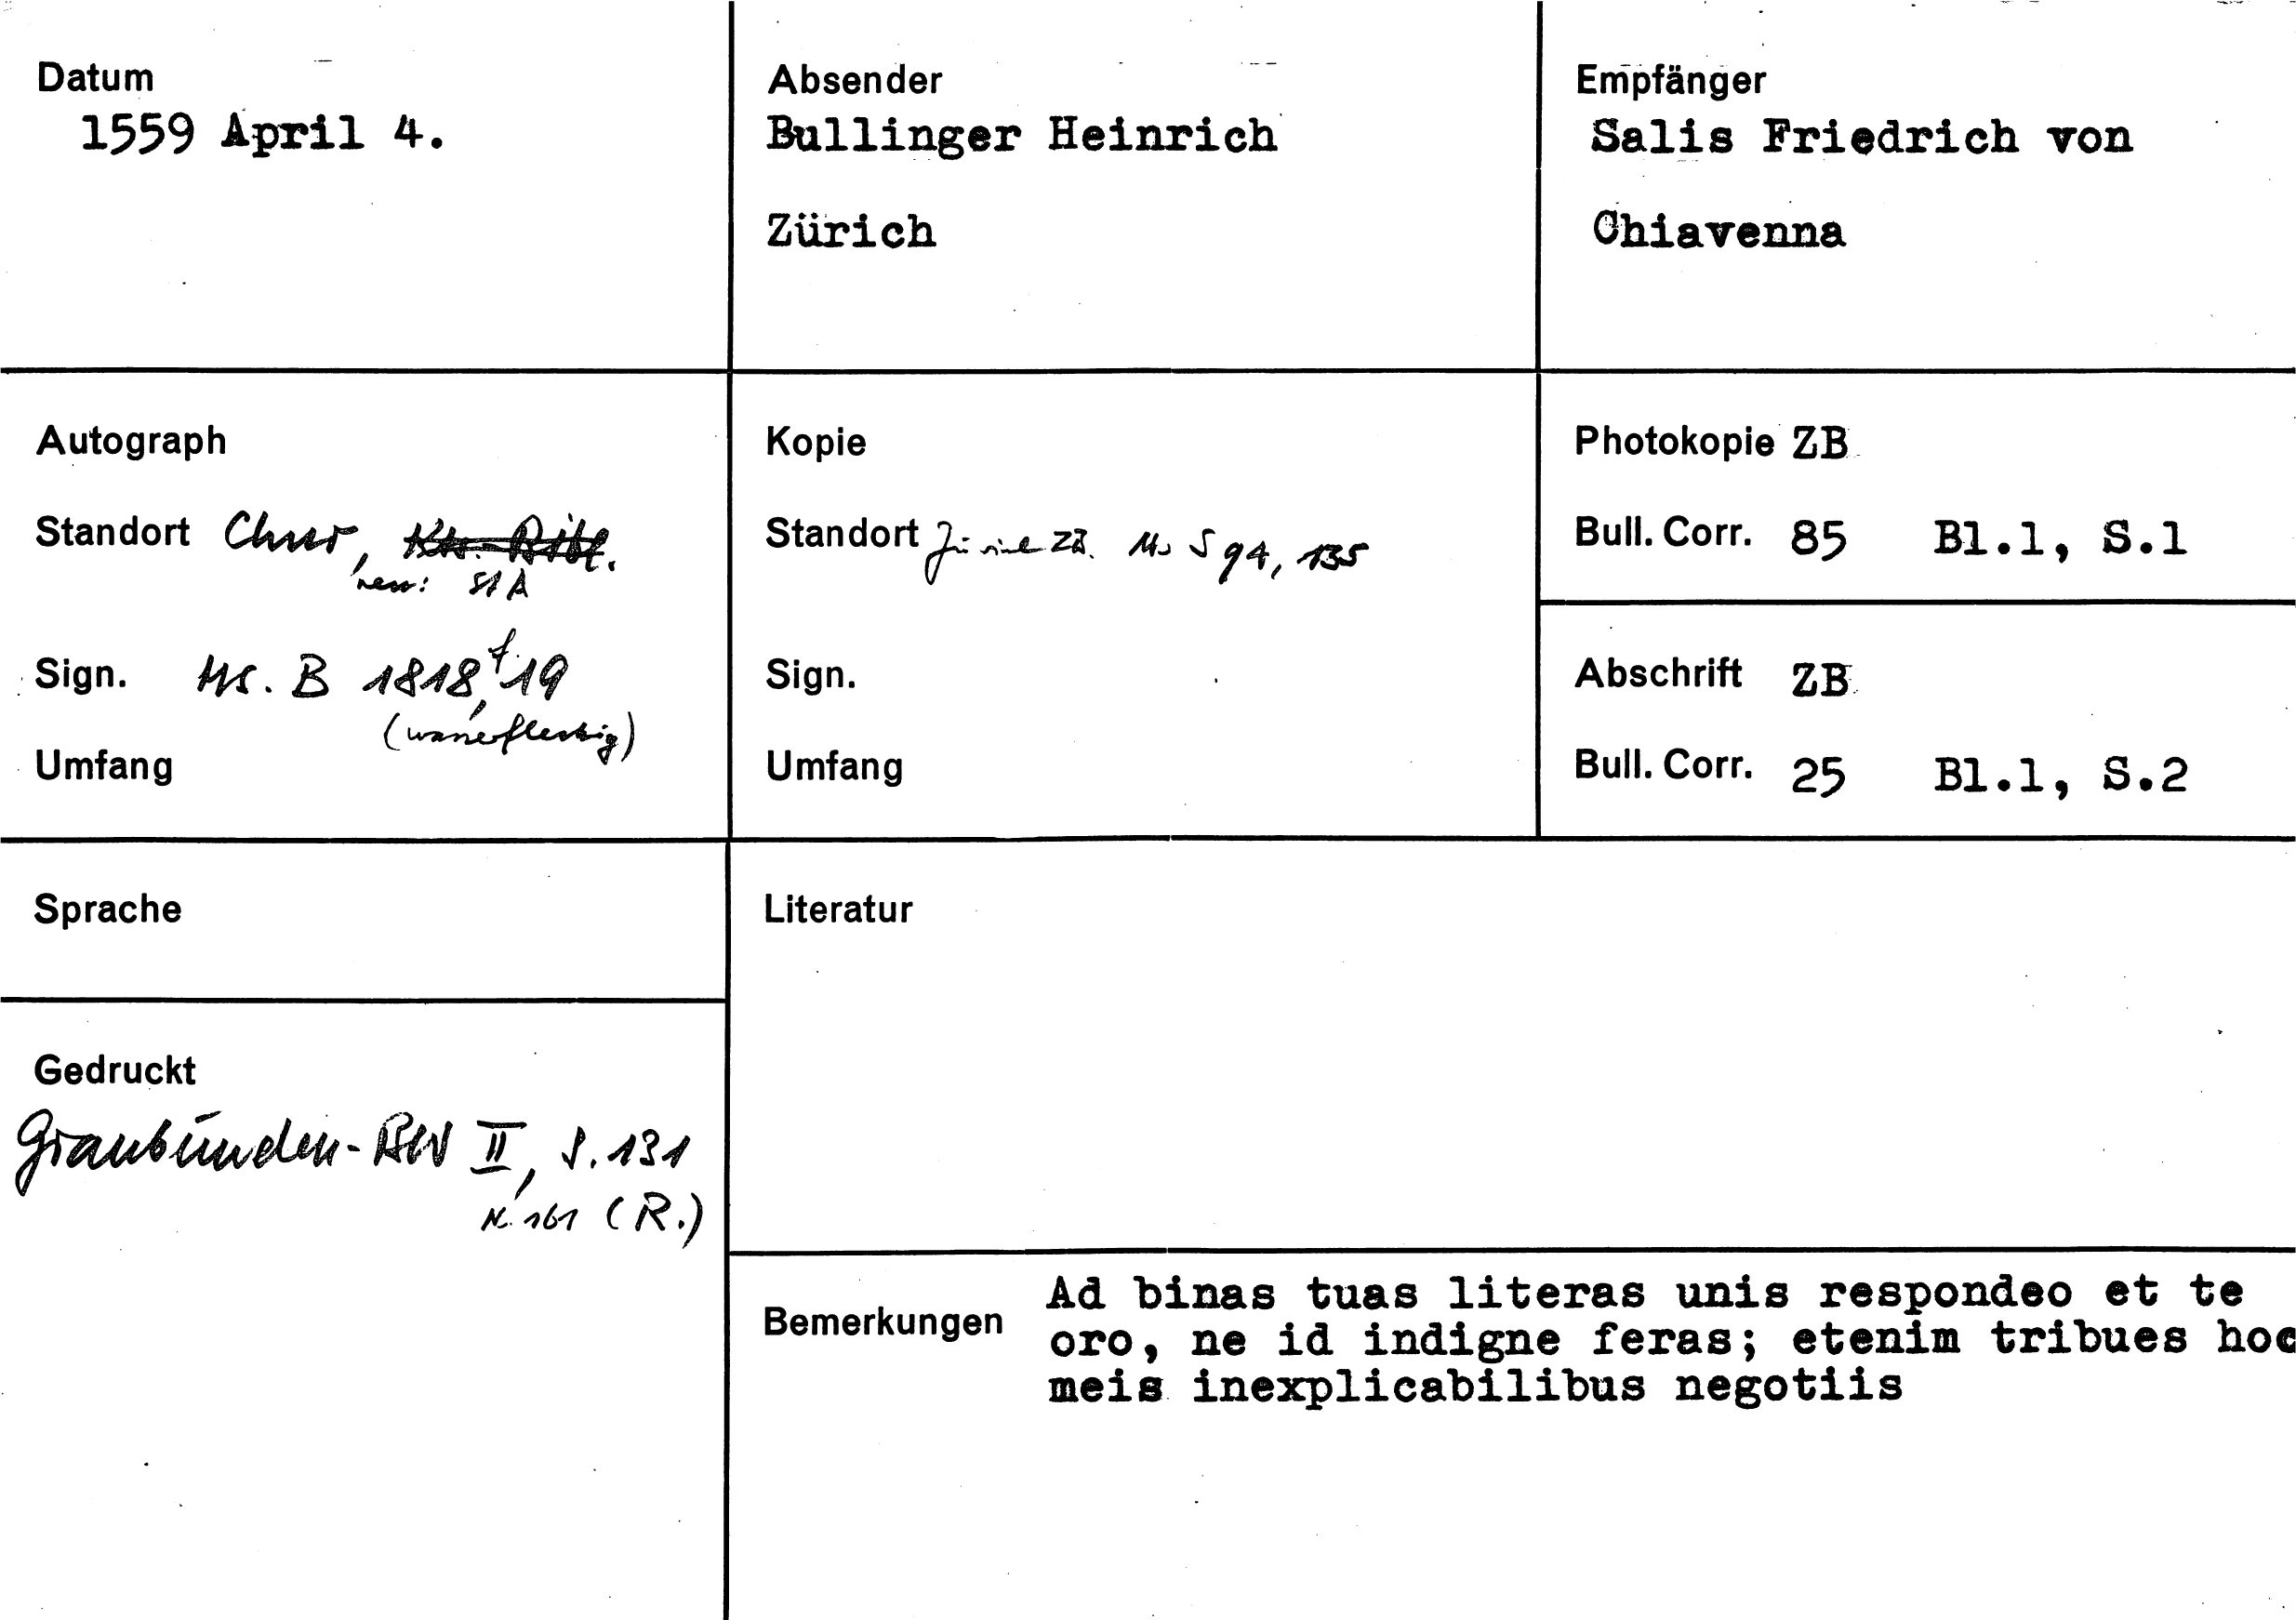 Datum
1559 April 4.
Absender
Bullinger Heinrich
Zürich
Empfänger
Salis Friedrich von
Chiavenna
Autograph
Standort Chur, Kts.-Bibl.
neu: StA
Sign. Ms. B 1818, f 19
(wasserfleckig)
Umfang
Kopie
Standort Zürich ZB. Ms S 94, 135
Sign.
Umfang
Photokopie ZB
Bull. Corr. 85 Bl.1, S.1
Abschrift ZB
Bull. Corr. 25 Bl.1, S.2
Sprache
Gedruckt
Graubünden-BW II, S. 131
N. 161 (R.)
Literatur
Bemerkungen
Ad binas tuas literas unis respondeo et te
oro, ne id indigne feras; etenim tribues hoc
meis inexplicabilibus negotiis